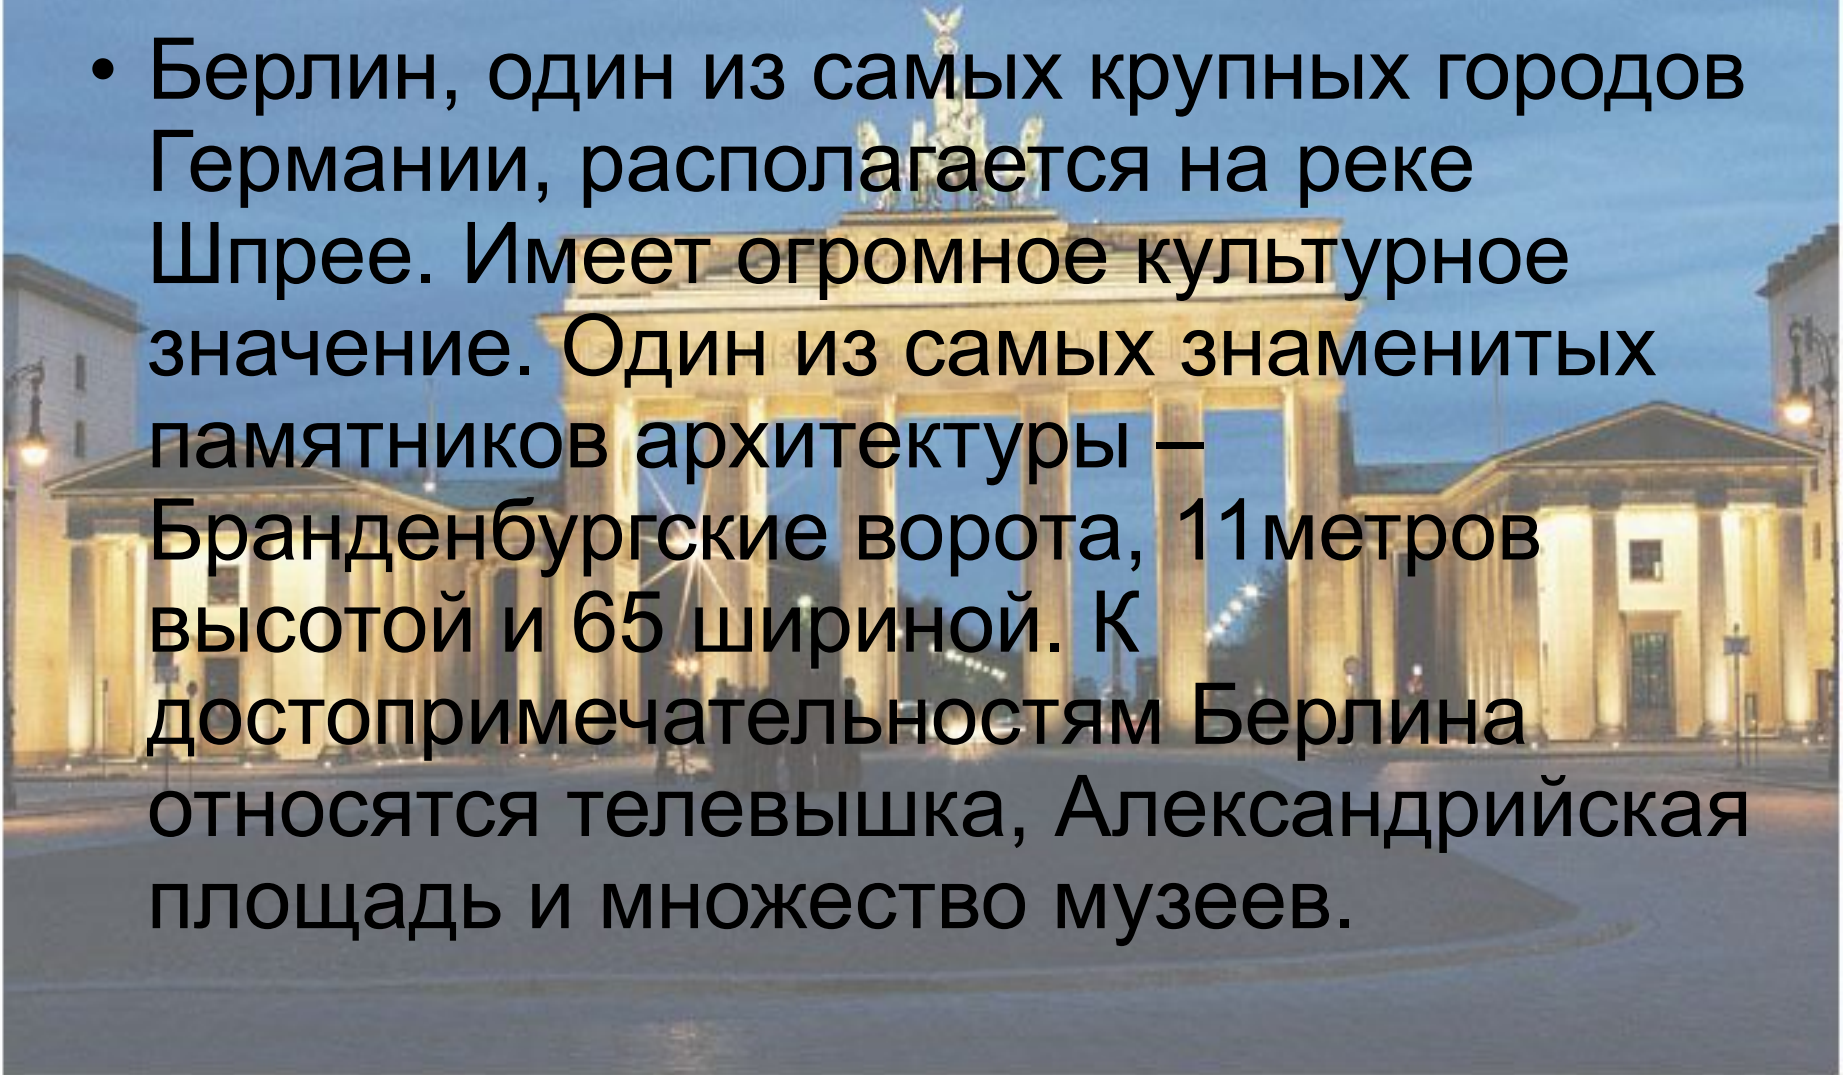 • Берлин, один из самых крупных городов
Германии, располагается на реке
Шпрее. Имеет огромное культурное
значение. Один из самых знаменитых
памятников архитектуры –
Бранденбургские ворота, 11метров
высотой и 65 шириной. К
достопримечательностям Берлина
относятся телевышка, Александрийская
площадь и множество музеев.